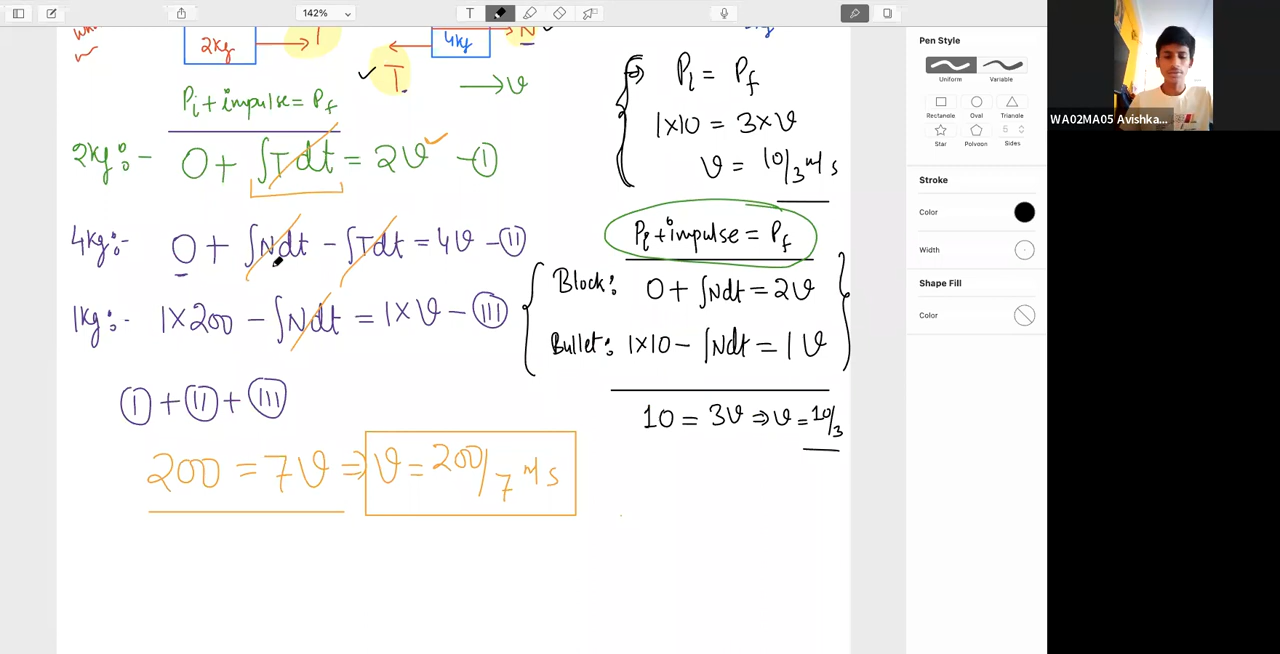 142%
T
2kg
T
4kg
N
T.
→ v
Pi + impulse = Pf
2kg:- 0 + ∫Tdt = 2v - I
4kg:- 0 + ∫Ndt - ∫Tdt = 4v - II
1kg:- 1×200 - ∫Ndt = 1×v - III
I + II + III
200 = 7v ⇒ v = 200/7 m/s
⇒ Pi = Pf
1×10 = 3×v
v = 10/3 m/s
Pi + impulse = Pf
Block: 0 + ∫Ndt = 2v
Bullet: 1×10 - ∫Ndt = 1v
10 = 3v ⇒ v = 10/3
Pen Style
Uniform
Variable
Rectangle
Oval
Triangle
Star
Polygon
5
Sides
Stroke
Color
Width
Shape Fill
Color
WA02MA05 Avishka...